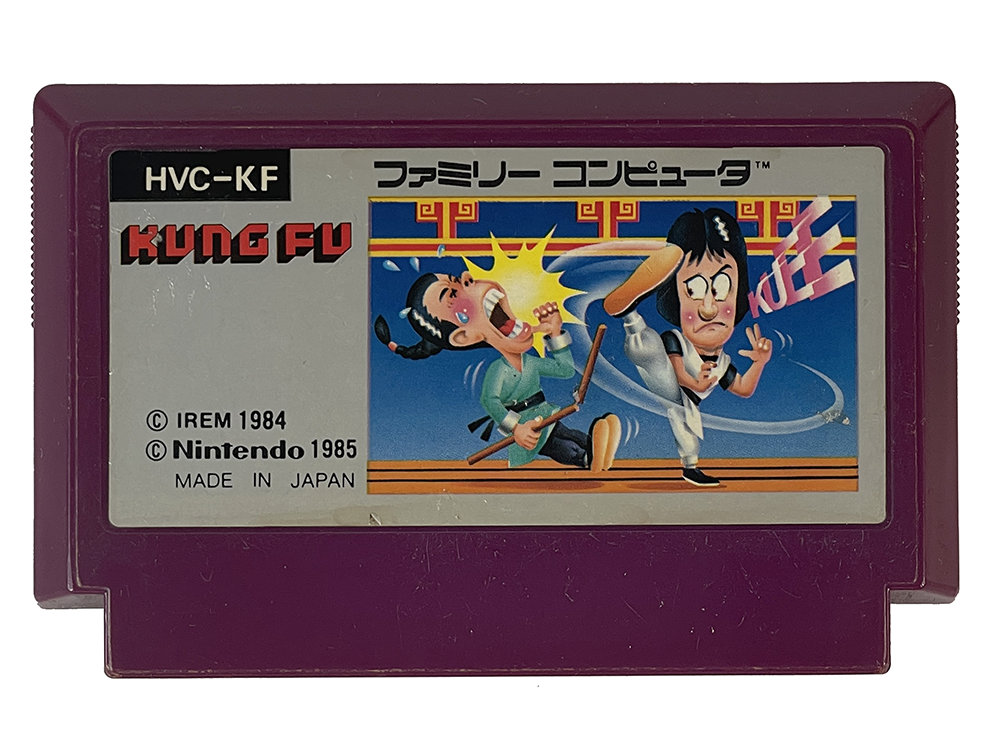 HVC-KF
ファミリー コンピュータ™
KUNG FU
KUEEE
© IREM 1984
© Nintendo 1985
MADE IN JAPAN